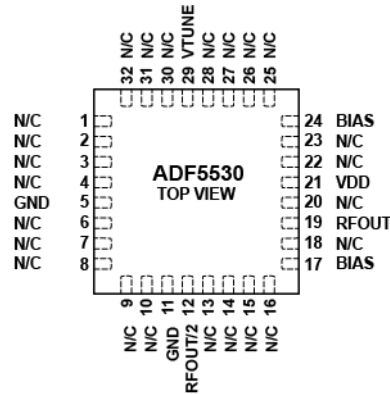 32 N/C
31 N/C
30 N/C
29 VTUNE
28 N/C
27 N/C
26 N/C
25 N/C
N/C 1
N/C 2
N/C 3
N/C 4
GND 5
N/C 6
N/C 7
N/C 8
ADF5530
TOP VIEW
24 BIAS
23 N/C
22 N/C
21 VDD
20 N/C
19 RFOUT
18 N/C
17 BIAS
N/C 9
N/C 10
GND 11
RFOUT/2 12
N/C 13
N/C 14
N/C 15
N/C 16